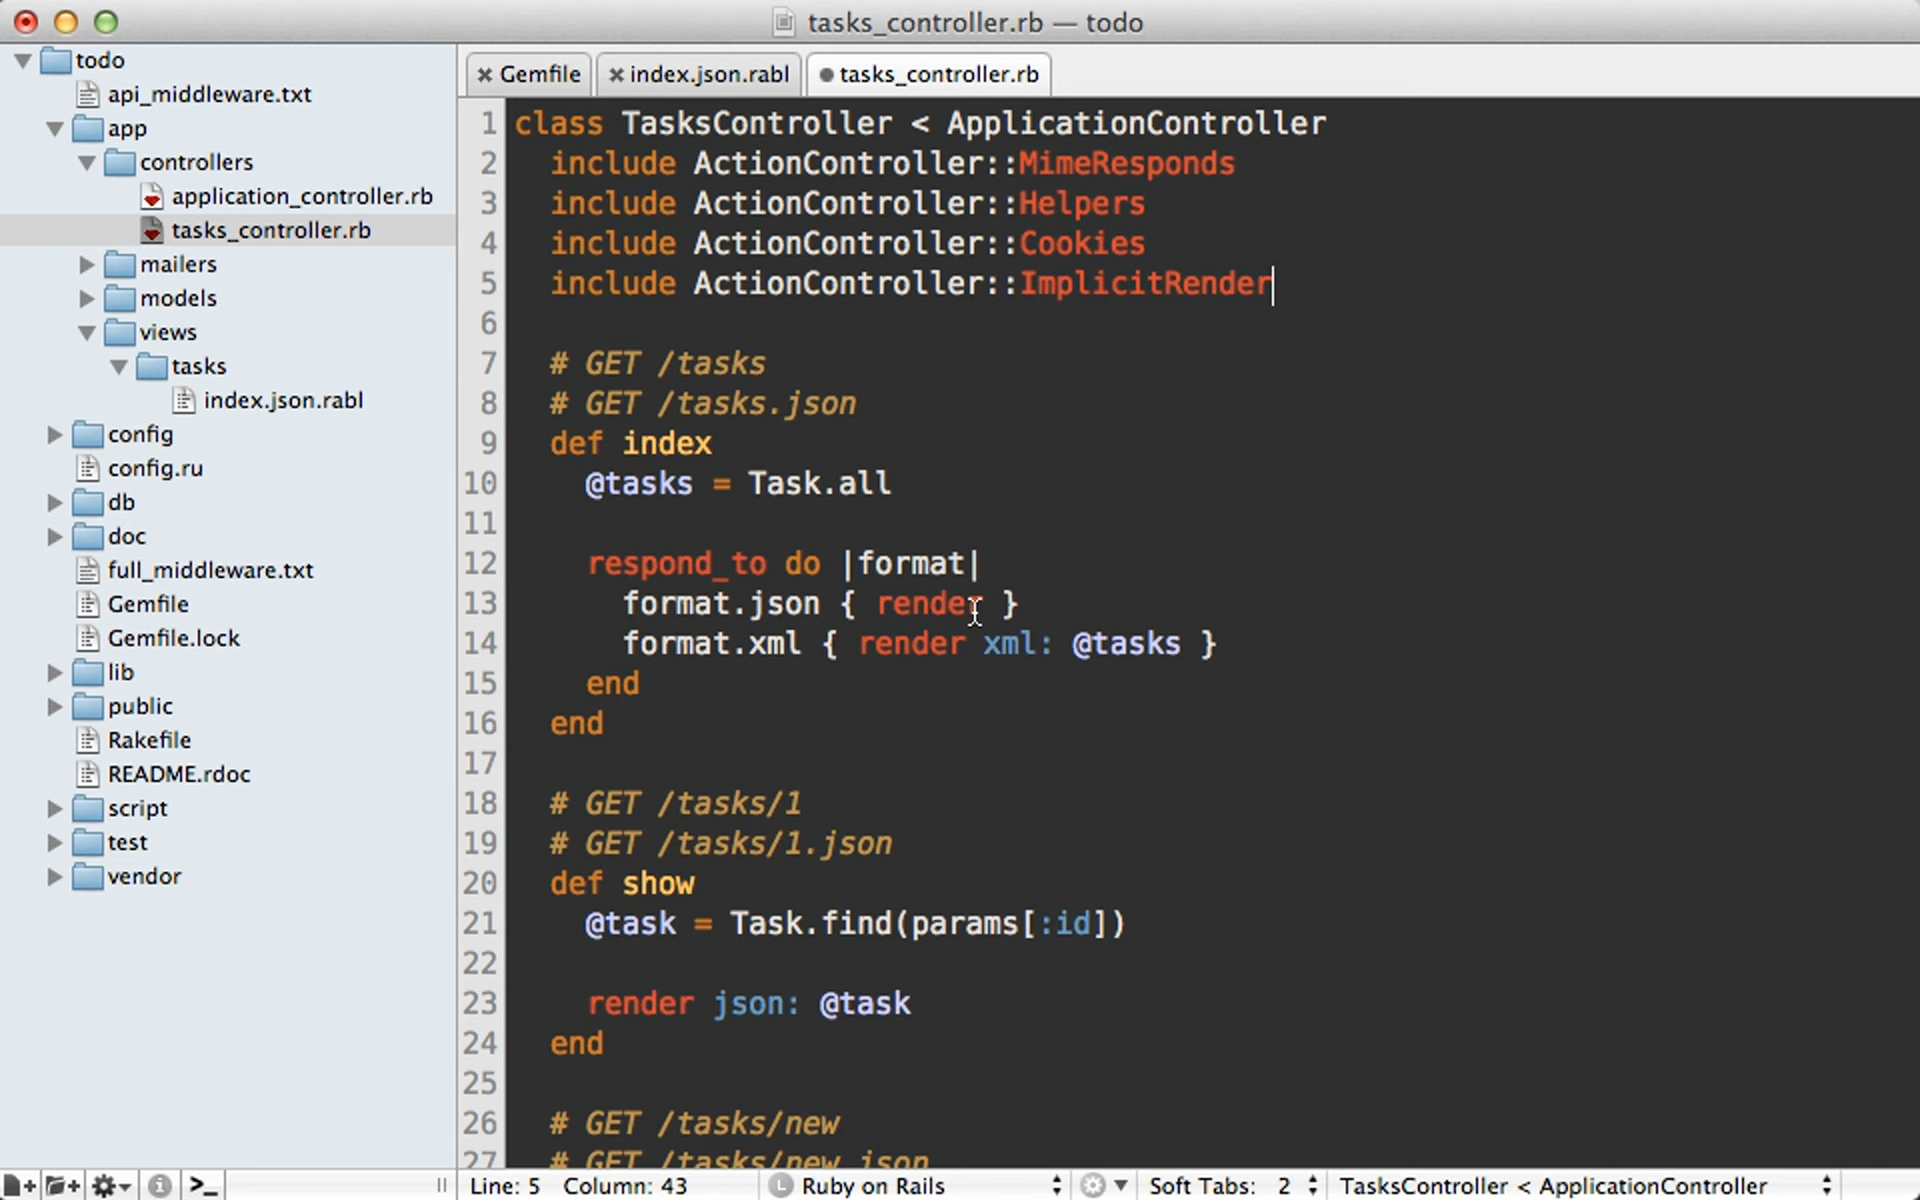 tasks_controller.rb — todo
todo
api_middleware.txt
app
controllers
application_controller.rb
tasks_controller.rb
mailers
models
views
tasks
index.json.rabl
config
config.ru
db
doc
full_middleware.txt
Gemfile
Gemfile.lock
lib
public
Rakefile
README.rdoc
script
test
vendor
Gemfile
index.json.rabl
tasks_controller.rb
1 class TasksController < ApplicationController
2 include ActionController::MimeResponds
3 include ActionController::Helpers
4 include ActionController::Cookies
5 include ActionController::ImplicitRender
6
7 # GET /tasks
8 # GET /tasks.json
9 def index
10 @tasks = Task.all
11
12 respond_to do |format|
13 format.json { render }
14 format.xml { render xml: @tasks }
15 end
16 end
17
18 # GET /tasks/1
19 # GET /tasks/1.json
20 def show
21 @task = Task.find(params[:id])
22
23 render json: @task
24 end
25
26 # GET /tasks/new
27 # GET /tasks/new.json
Line: 5 Column: 43 Ruby on Rails Soft Tabs: 2 TasksController < ApplicationController